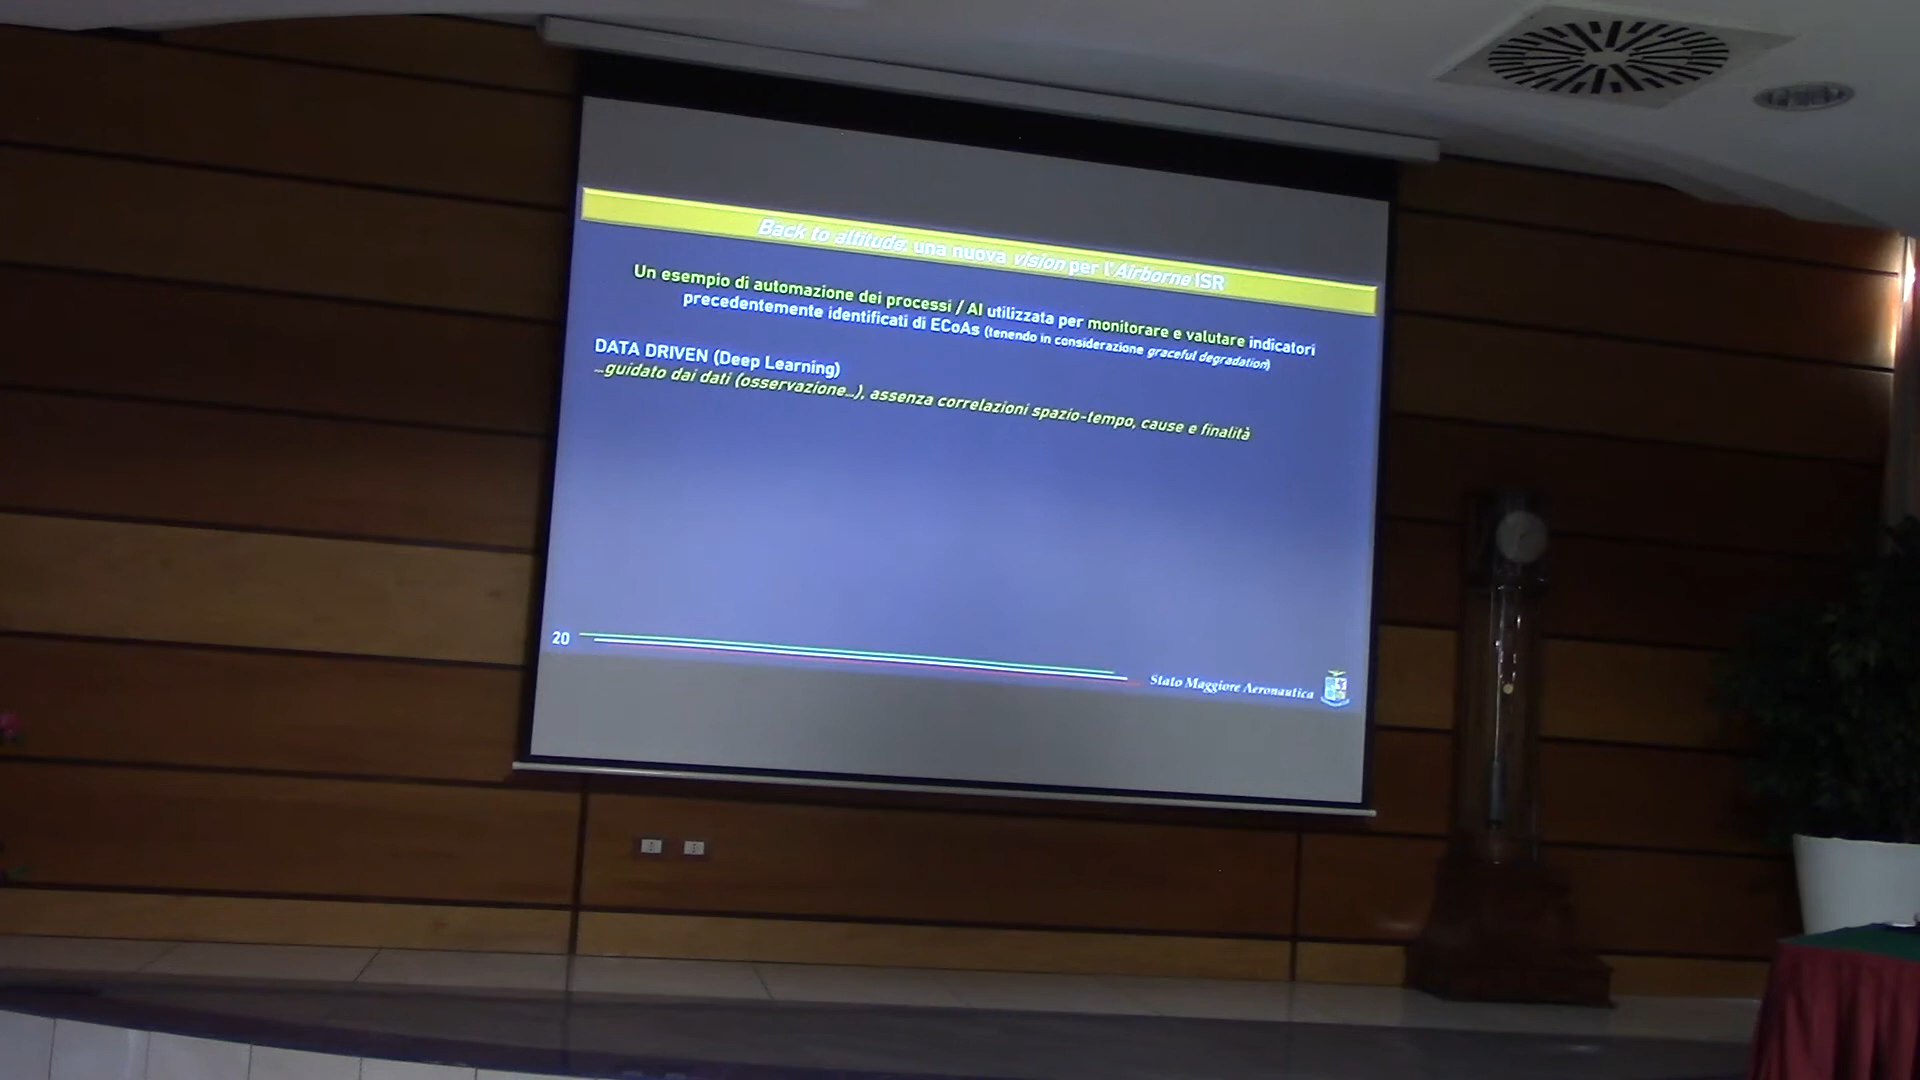 Back to altitude: una nuova vision per l'Airborne ISR
Un esempio di automazione dei processi / AI utilizzata per monitorare e valutare indicatori
precedentemente identificati di ECoAs (tenendo in considerazione graceful degradation)
DATA DRIVEN (Deep Learning)
…guidato dai dati (osservazione…), assenza correlazioni spazio-tempo, cause e finalità
20
Stato Maggiore Aeronautica